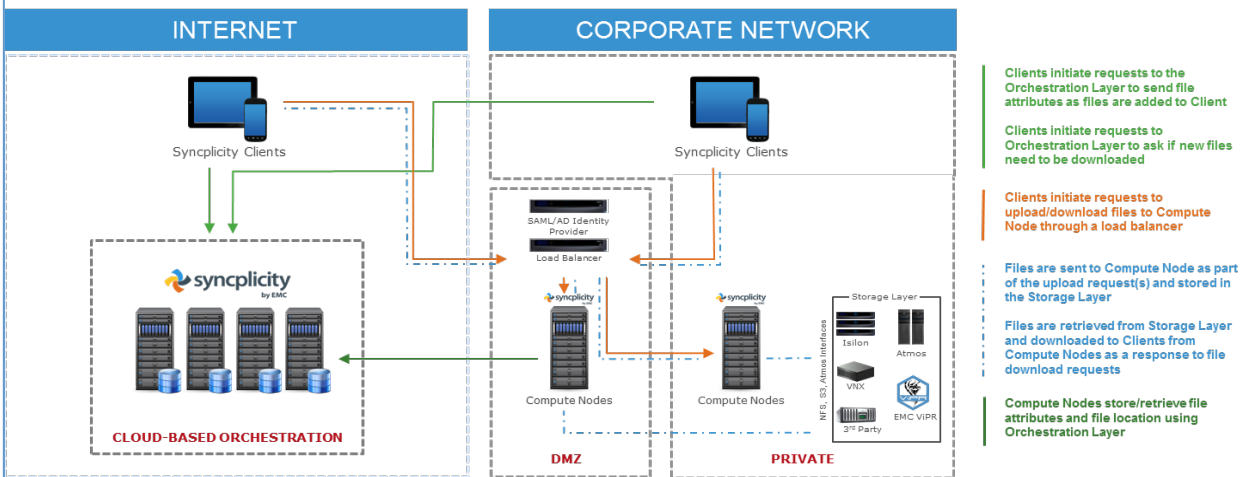 INTERNET
CORPORATE NETWORK
Syncplicity Clients
Syncplicity Clients
SAML/AD Identity
Provider
Load Balancer
syncplicity
by EMC
CLOUD-BASED ORCHESTRATION
syncplicity
Compute Nodes
DMZ
syncplicity
Compute Nodes
PRIVATE
NFS, S3, Atmos Interfaces
Storage Layer
Isilon
Atmos
VNX
EMC ViPR
3rd Party
Clients initiate requests to the
Orchestration Layer to send file
attributes as files are added to Client
Clients initiate requests to
Orchestration Layer to ask if new files
need to be downloaded
Clients initiate requests to
upload/download files to Compute
Node through a load balancer
Files are sent to Compute Node as part
of the upload request(s) and stored in
the Storage Layer
Files are retrieved from Storage Layer
and downloaded to Clients from
Compute Nodes as a response to file
download requests
Compute Nodes store/retrieve file
attributes and file location using
Orchestration Layer